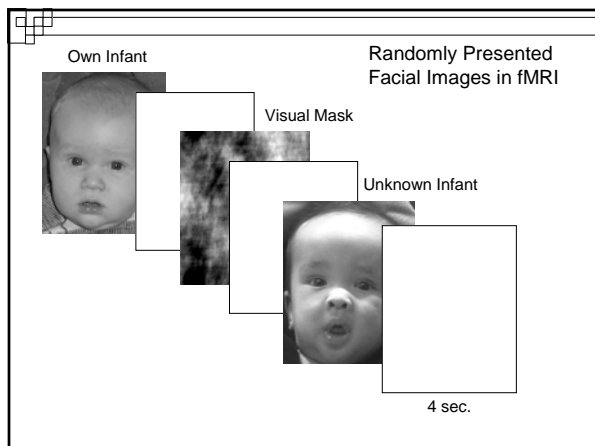 Own Infant
Randomly Presented
Facial Images in fMRI
Visual Mask
Unknown Infant
4 sec.